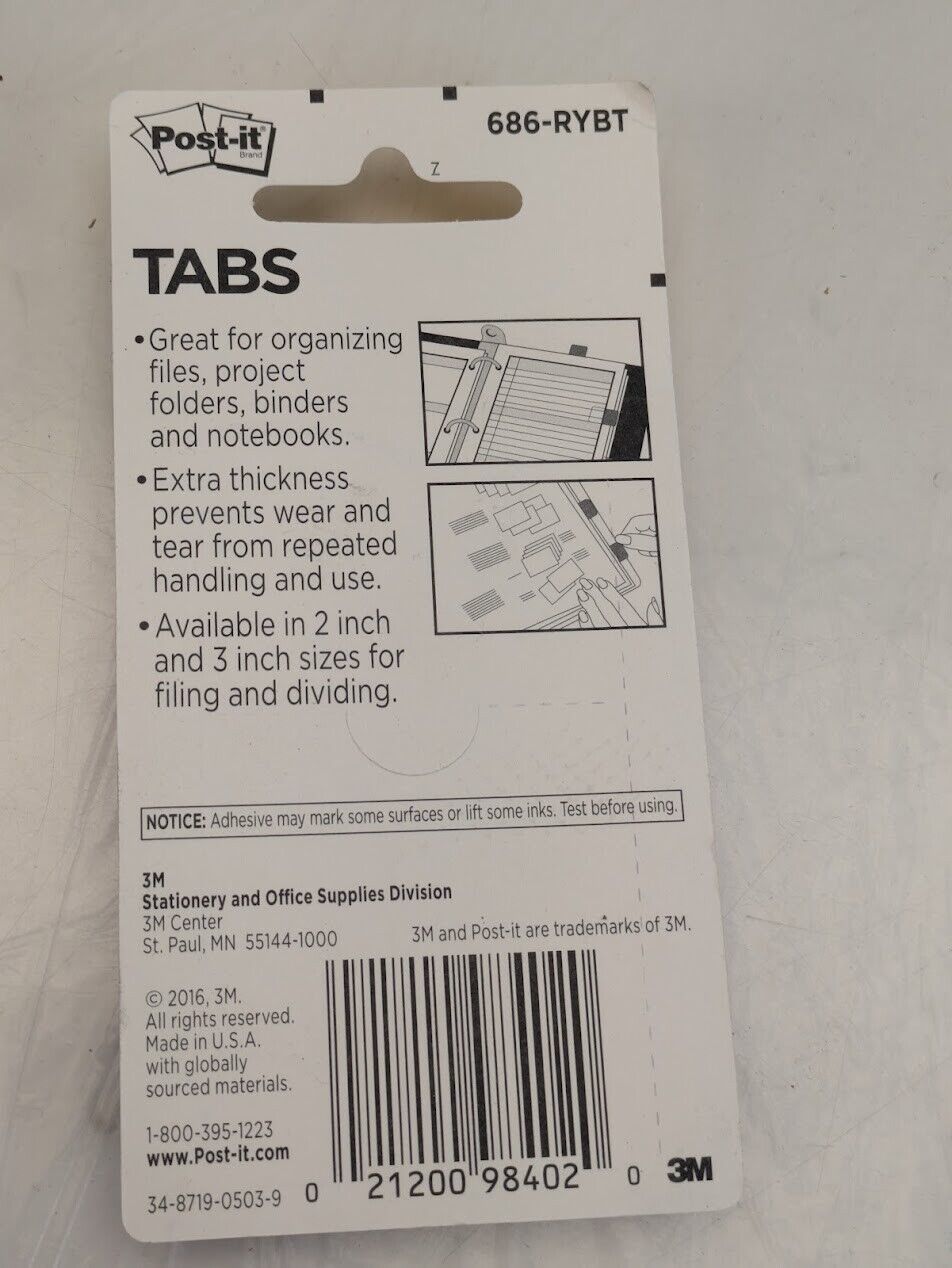 Post-it®
Brand
686-RYBT
Z
TABS
•Great for organizing
files, project
folders, binders
and notebooks.
•Extra thickness
prevents wear and
tear from repeated
handling and use.
•Available in 2 inch
and 3 inch sizes for
filing and dividing.
NOTICE: Adhesive may mark some surfaces or lift some inks. Test before using.
3M
Stationery and Office Supplies Division
3M Center
St. Paul, MN 55144-1000
3M and Post-it are trademarks of 3M.
© 2016, 3M.
All rights reserved.
Made in U.S.A.
with globally
sourced materials.
1-800-395-1223
www.Post-it.com
34-8719-0503-9
0 21200 98402 0
3M